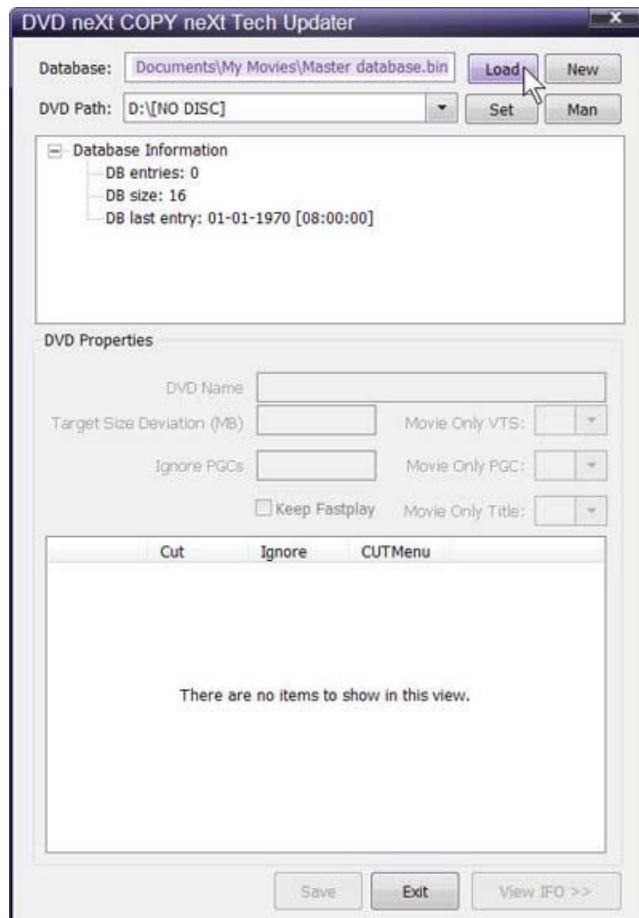 DVD neXt COPY neXt Tech Updater
Database: Documents\My Movies\Master database.bin Load New
DVD Path: D:\[NO DISC] Set Man
Database Information
DB entries: 0
DB size: 16
DB last entry: 01-01-1970 [08:00:00]
DVD Properties
DVD Name
Target Size Deviation (MB) Movie Only VTS:
Ignore PGCs Movie Only PGC:
Keep Fastplay Movie Only Title:
Cut Ignore CUTMenu
There are no items to show in this view.
Save Exit View IFO >>